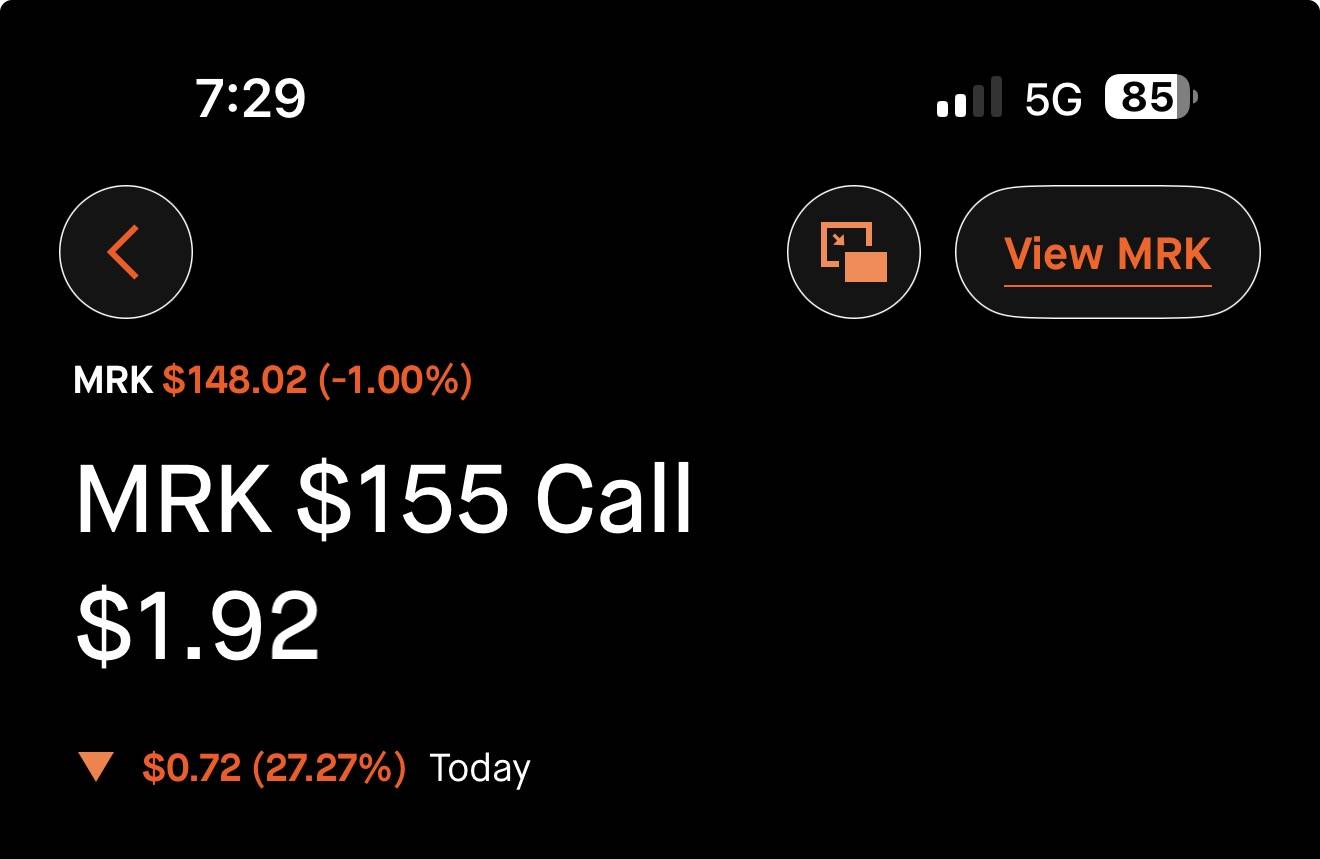 7:29 5G 85
View MRK
MRK $148.02 (-1.00%)
MRK $155 Call
$1.92
▼ $0.72 (27.27%) Today